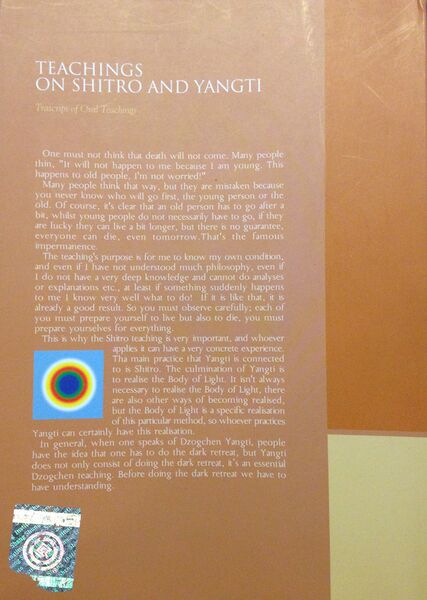 TEACHINGS
ON SHITRO AND YANGTI
Trascript of Oral Teachings
One must not think that death will not come. Many people
thin, "It will not happen to me because I am young. This
happens to old people, I'm not worried!"
Many people think that way, but they are mistaken because
you never know who will go first, the young person or the
old. Of course, it's clear that an old person has to go after a
bit, whilst young people do not necessarily have to go, if they
are lucky they can live a bit longer, but there is no guarantee,
everyone can die, even tomorrow. That's the famous
impermanence.
The teaching's purpose is for me to know my own condition,
and even if I have not understood much philosophy, even if
I do not have a very deep knowledge and cannot do analyses
or explanations etc., at least if something suddenly happens
to me I know very well what to do! If it is like that, it is
already a good result. So you must observe carefully; each of
you must prepare yourself to live but also to die, you must
prepare yourselves for everything.
This is why the Shitro teaching is very important, and whoever
applies it can have a very concrete experience.
The main practice that Yangti is connected
to is Shitro. The culmination of Yangti is
to realise the Body of Light. It isn't always
necessary to realise the Body of Light, there
are also other ways of becoming realised,
but the Body of Light is a specific realisation
of this particular method, so whoever practices
Yangti can certainly have this realisation.
In general, when one speaks of Dzogchen Yangti, people
have the idea that one has to do the dark retreat, but Yangti
does not only consist of doing the dark retreat, it's an essential
Dzogchen teaching. Before doing the dark retreat we have to
have understanding.